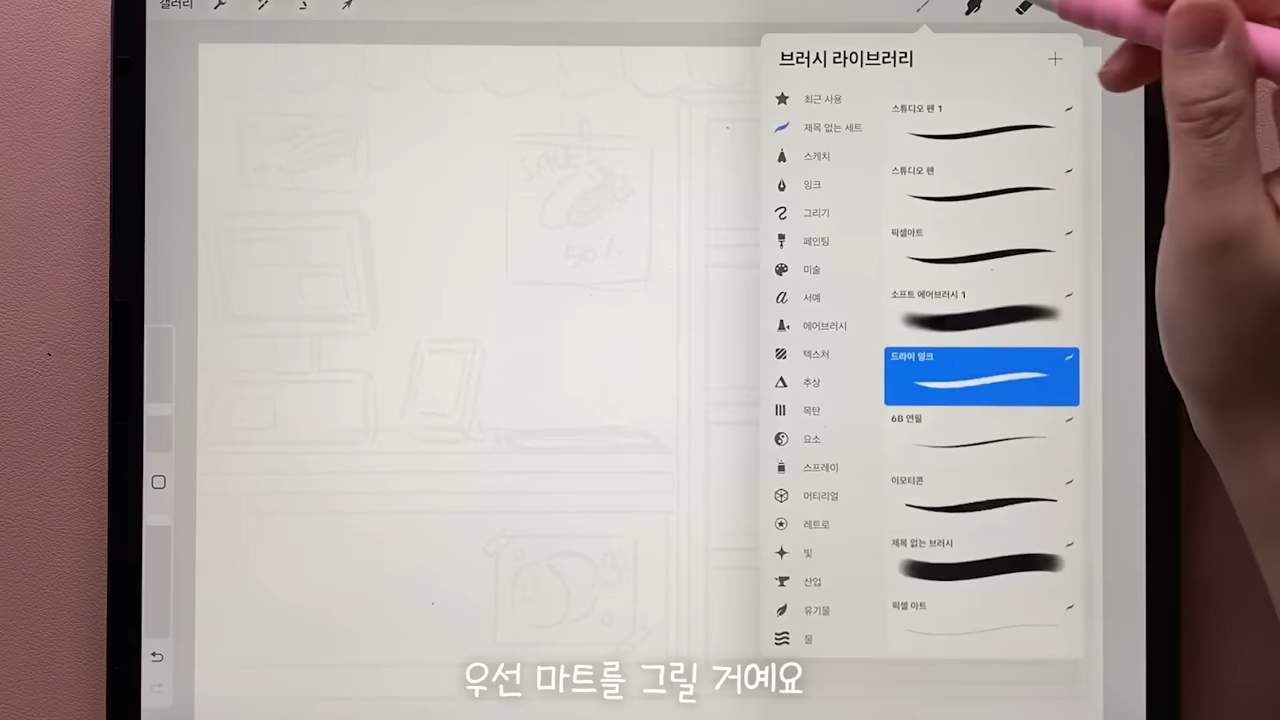 갤러리
브러시 라이브러리
최근 사용
제목 없는 세트
스케치
잉크
그리기
페인팅
미술
서예
에어브러시
텍스처
추상
목탄
요소
스프레이
머티리얼
레트로
빛
산업
유기물
물
스튜디오 펜 1
스튜디오 펜
픽셀아트
소프트 에어브러시 1
드라이 잉크
6B 연필
이모티콘
제목 없는 브러시
픽셀 아트
SALE!
50%
우선 마트를 그릴 거예요